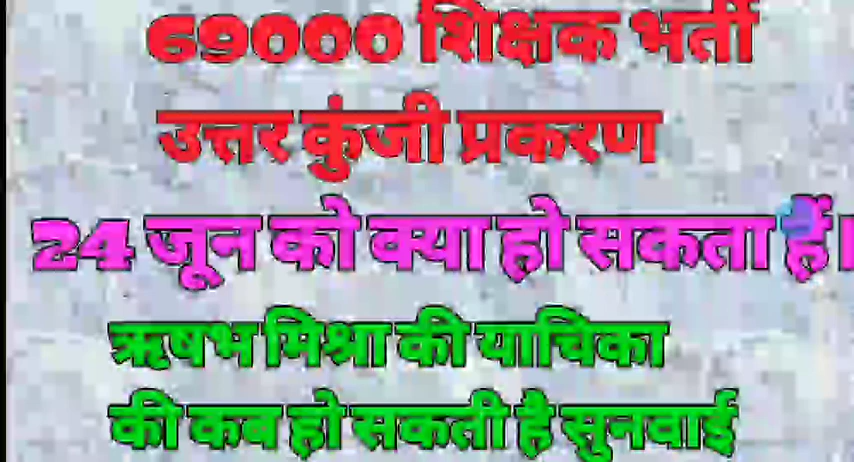 69000 शिक्षक भर्ती
उत्तर कुंजी प्रकरण
24 जून को क्या हो सकता हैं।
ऋषभ मिश्रा की याचिका
की कब हो सकती है सुनवाई